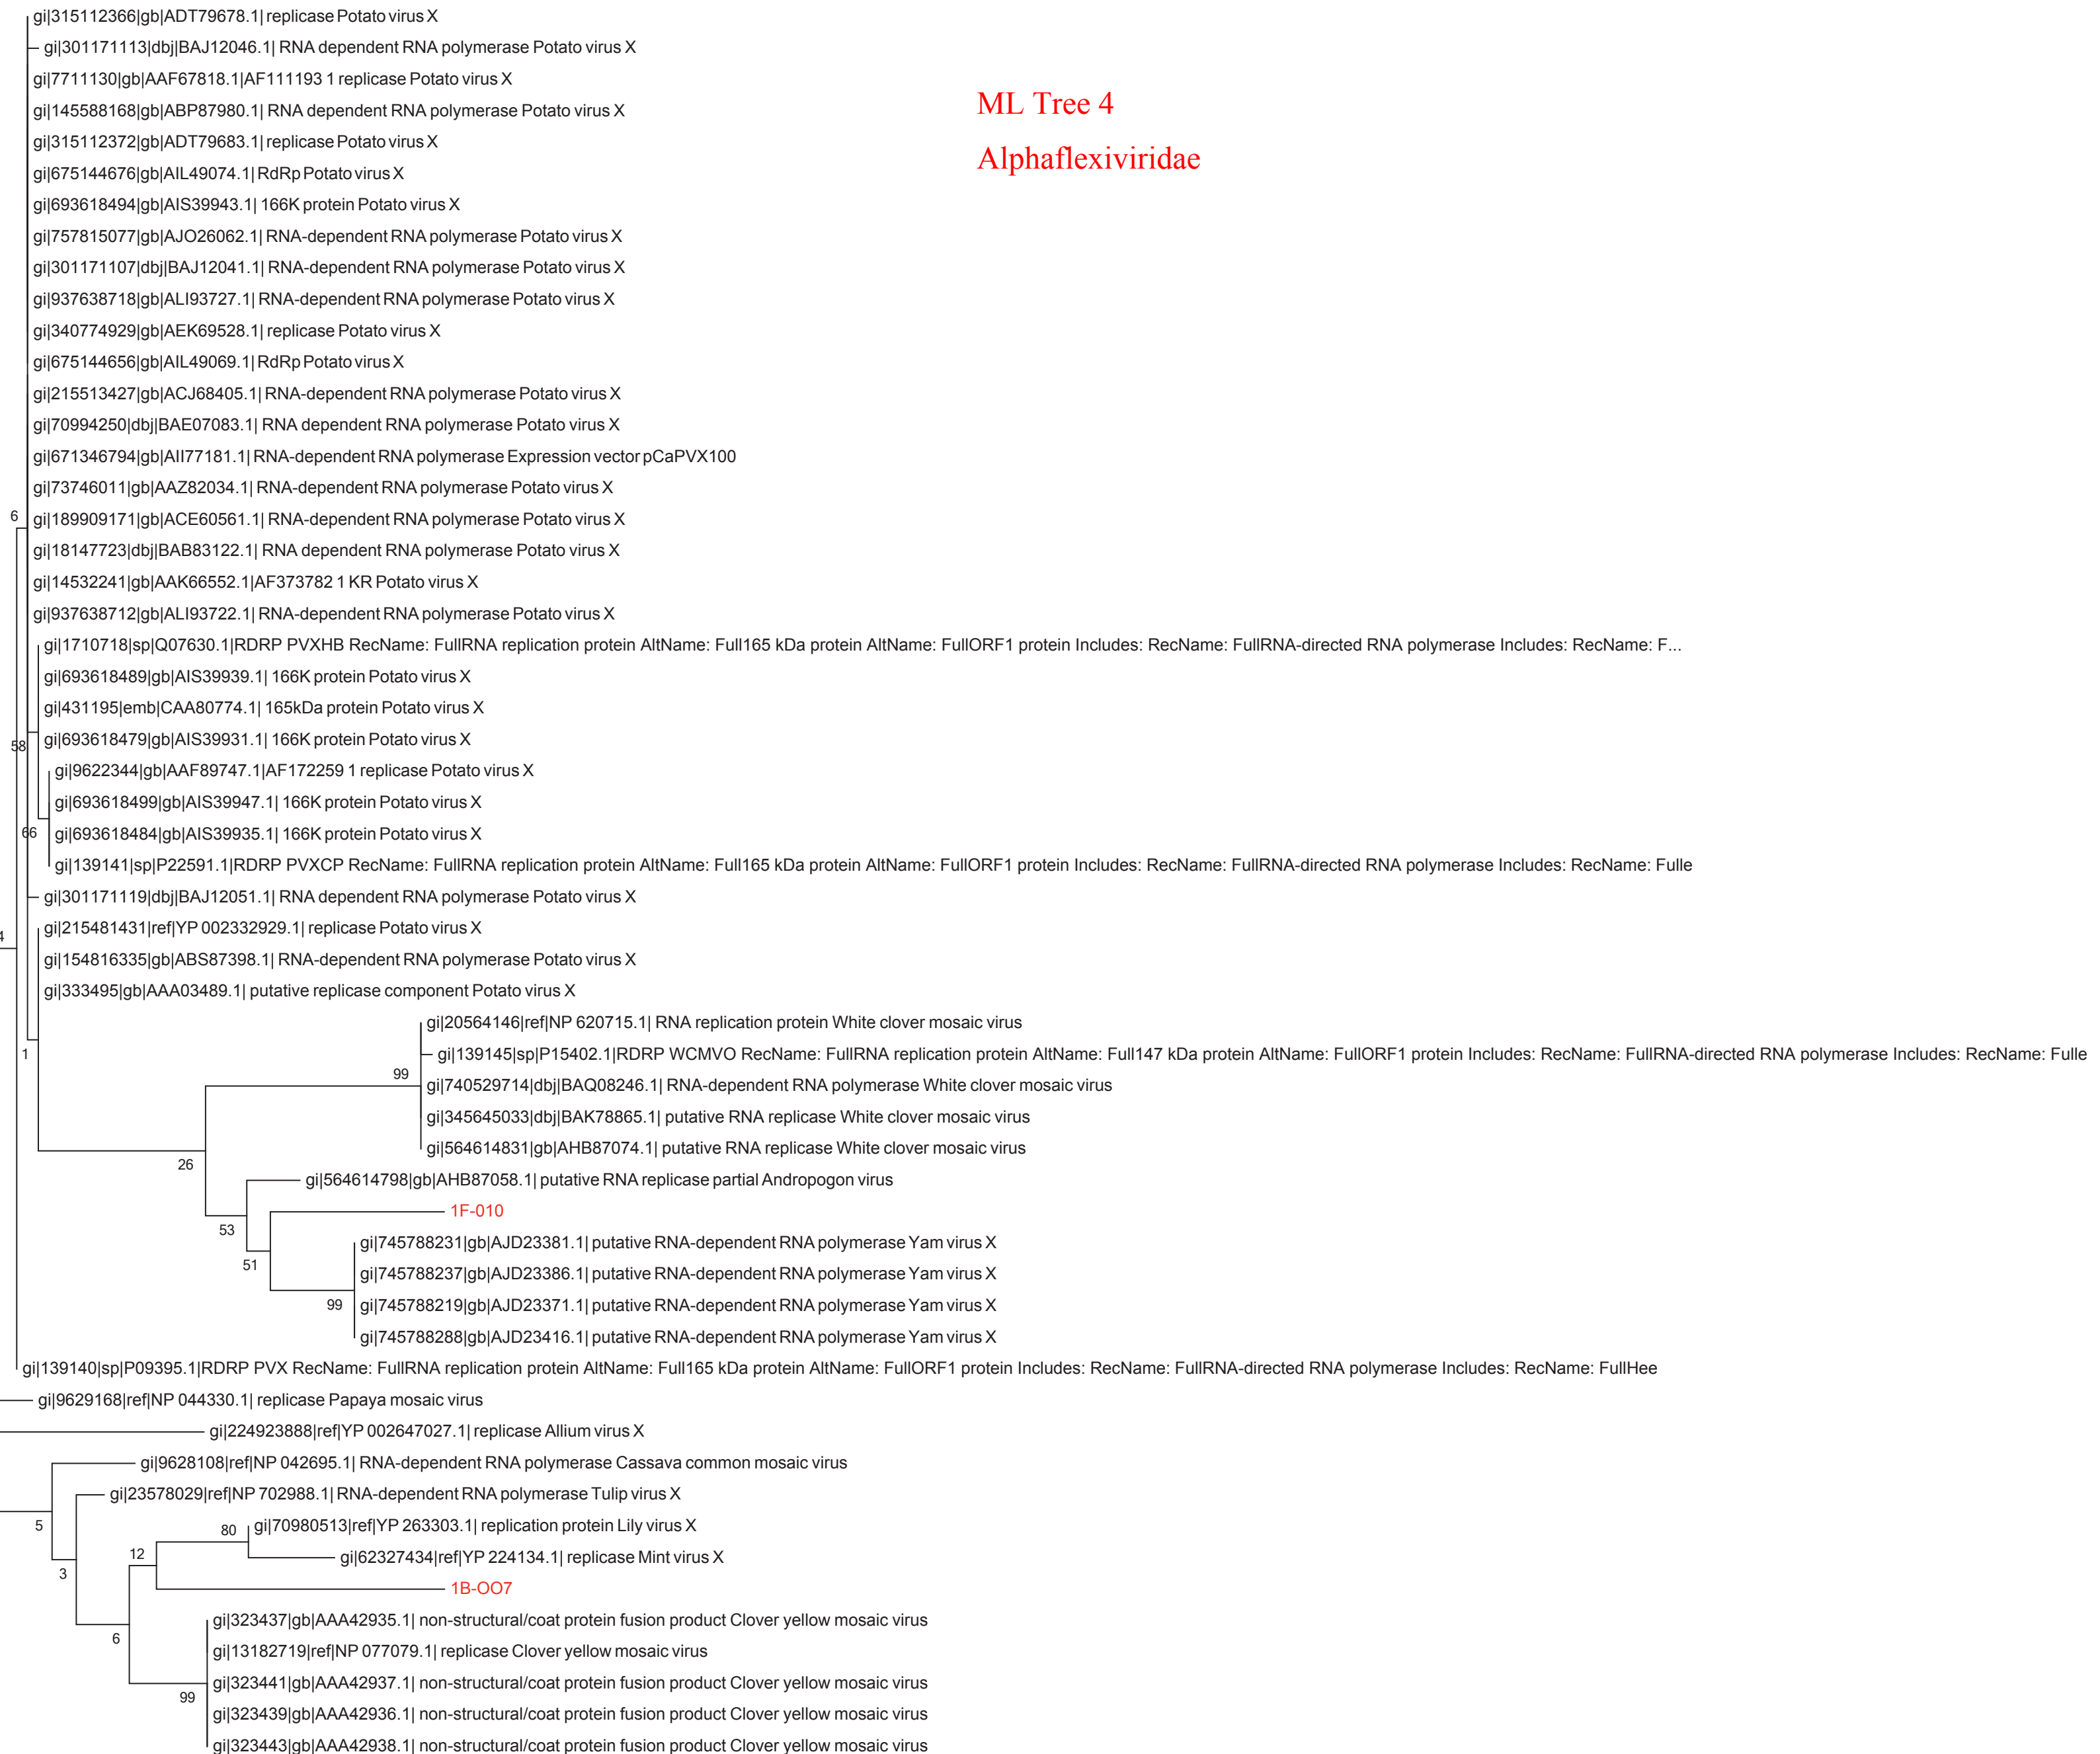 gi|315112366|gb|ADT79678.1| replicase Potato virus X
gi|301171113|dbj|BAJ12046.1| RNA dependent RNA polymerase Potato virus X
gi|7711130|gb|AAF67818.1|AF111193 1 replicase Potato virus X
ML Tree 4
gi|145588168|gb|ABP87980.1| RNA dependent RNA polymerase Potato virus X
gi|315112372|gb|ADT79683.1| replicase Potato virus X
Alphaflexiviridae
gi|675144676|gb|AIL49074.1| RdRp Potato virus X
gi|693618494|gb|AIS39943.1| 166K protein Potato virus X
gi|757815077|gb|AJO26062.1| RNA-dependent RNA polymerase Potato virus X
gi|301171107|dbj|BAJ12041.1| RNA-dependent RNA polymerase Potato virus X
gi|937638718|gb|ALI93727.1| RNA-dependent RNA polymerase Potato virus X
gi|340774929|gb|AEK69528.1| replicase Potato virus X
gi|675144656|gb|AIL49069.1| RdRp Potato virus X
gi|215513427|gb|ACJ68405.1| RNA-dependent RNA polymerase Potato virus X
gi|70994250|dbj|BAE07083.1| RNA dependent RNA polymerase Potato virus X
gi|671346794|gb|AII77181.1| RNA-dependent RNA polymerase Expression vector pCaPVX100
gi|73746011|gb|AAZ82034.1| RNA-dependent RNA polymerase Potato virus X
6
gi|189909171|gb|ACE60561.1| RNA-dependent RNA polymerase Potato virus X
gi|18147723|dbj|BAB83122.1| RNA dependent RNA polymerase Potato virus X
gi|14532241|gb|AAK66552.1|AF373782 1 KR Potato virus X
gi|937638712|gb|ALI93722.1| RNA-dependent RNA polymerase Potato virus X
gi|1710718|sp|Q07630.1|RDRP PVXHB RecName: FullRNA replication protein AltName: Full165 kDa protein AltName: FullORF1 protein Includes: RecName: FullRNA-directed RNA polymerase Includes: RecName: F...
gi|693618489|gb|AIS39939.1| 166K protein Potato virus X
gi|431195|emb|CAA80774.1| 165kDa protein Potato virus X
gi|693618479|gb|AIS39931.1| 166K protein Potato virus X
58
gi|9622344|gb|AAF89747.1|AF172259 1 replicase Potato virus X
gi|693618499|gb|AIS39947.1| 166K protein Potato virus X
66
gi|693618484|gb|AIS39935.1| 166K protein Potato virus X
gi|139141|sp|P22591.1|RDRP PVXCP RecName: FullRNA replication protein AltName: Full165 kDa protein AltName: FullORF1 protein Includes: RecName: FullRNA-directed RNA polymerase Includes: RecName: Fulle
gi|301171119|dbj|BAJ12051.1| RNA dependent RNA polymerase Potato virus X
gi|215481431|ref|YP 002332929.1| replicase Potato virus X
4
gi|154816335|gb|ABS87398.1| RNA-dependent RNA polymerase Potato virus X
gi|333495|gb|AAA03489.1| putative replicase component Potato virus X
gi|20564146|ref|NP 620715.1| RNA replication protein White clover mosaic virus
1
gi|139145|sp|P15402.1|RDRP WCMVO RecName: FullRNA replication protein AltName: Full147 kDa protein AltName: FullORF1 protein Includes: RecName: FullRNA-directed RNA polymerase Includes: RecName: Fulle
99
gi|740529714|dbj|BAQ08246.1| RNA-dependent RNA polymerase White clover mosaic virus
gi|345645033|dbj|BAK78865.1| putative RNA replicase White clover mosaic virus
gi|564614831|gb|AHB87074.1| putative RNA replicase White clover mosaic virus
26
gi|564614798|gb|AHB87058.1| putative RNA replicase partial Andropogon virus
1F-010
53
gi|745788231|gb|AJD23381.1| putative RNA-dependent RNA polymerase Yam virus X
51
gi|745788237|gb|AJD23386.1| putative RNA-dependent RNA polymerase Yam virus X
99
gi|745788219|gb|AJD23371.1| putative RNA-dependent RNA polymerase Yam virus X
gi|745788288|gb|AJD23416.1| putative RNA-dependent RNA polymerase Yam virus X
gi|139140|sp|P09395.1|RDRP PVX RecName: FullRNA replication protein AltName: Full165 kDa protein AltName: FullORF1 protein Includes: RecName: FullRNA-directed RNA polymerase Includes: RecName: FullHee
gi|9629168|ref|NP 044330.1| replicase Papaya mosaic virus
gi|224923888|ref|YP 002647027.1| replicase Allium virus X
gi|9628108|ref|NP 042695.1| RNA-dependent RNA polymerase Cassava common mosaic virus
gi|23578029|ref|NP 702988.1| RNA-dependent RNA polymerase Tulip virus X
5
80
gi|70980513|ref|YP 263303.1| replication protein Lily virus X
12
gi|62327434|ref|YP 224134.1| replicase Mint virus X
3
1B-OO7
gi|323437|gb|AAA42935.1| non-structural/coat protein fusion product Clover yellow mosaic virus
6
gi|13182719|ref|NP 077079.1| replicase Clover yellow mosaic virus
gi|323441|gb|AAA42937.1| non-structural/coat protein fusion product Clover yellow mosaic virus
99
gi|323439|gb|AAA42936.1| non-structural/coat protein fusion product Clover yellow mosaic virus
gi|323443|gb|AAA42938.1| non-structural/coat protein fusion product Clover yellow mosaic virus